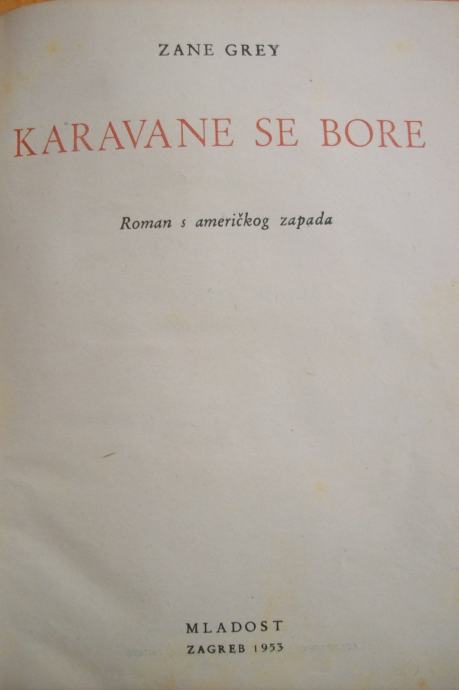 ZANE GREY
KARAVANE SE BORE
Roman s američkog zapada
MLADOST
ZAGREB 1953